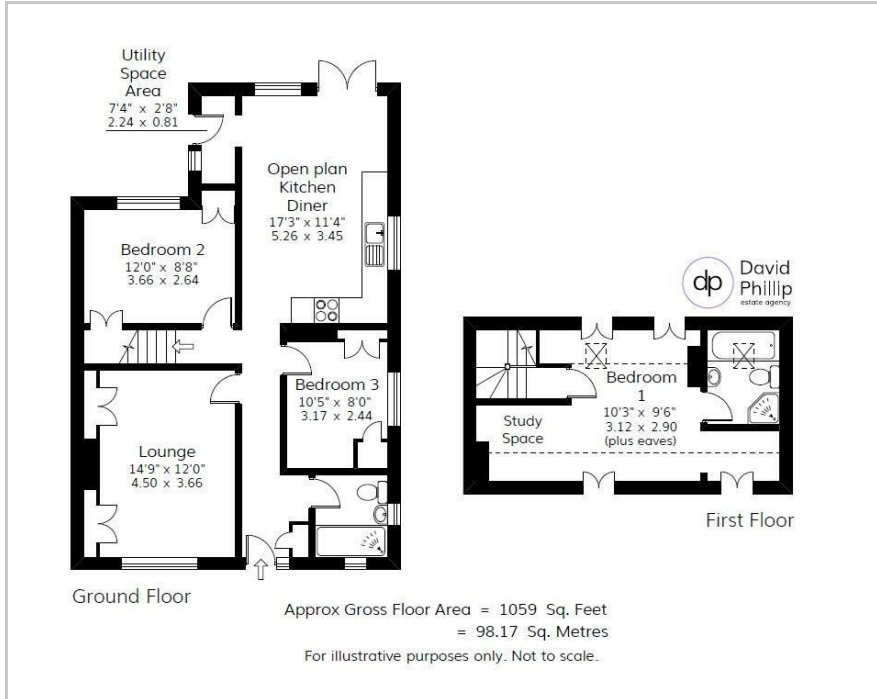 Utility
Space
Area
7'4" x 2'8"
2.24 x 0.81
Open plan
Kitchen
Diner
17'3" x 11'4"
5.26 x 3.45
Bedroom 2
12'0" x 8'8"
3.66 x 2.64
Bedroom 3
10'5" x 8'0"
3.17 x 2.44
Lounge
14'9" x 12'0"
4.50 x 3.66
Ground Floor
dp
David
Phillip
estate agency
Bedroom
1
10'3" x 9'6"
3.12 x 2.90
(plus eaves)
Study
Space
First Floor
Approx Gross Floor Area = 1059 Sq. Feet
= 98.17 Sq. Metres
For illustrative purposes only. Not to scale.